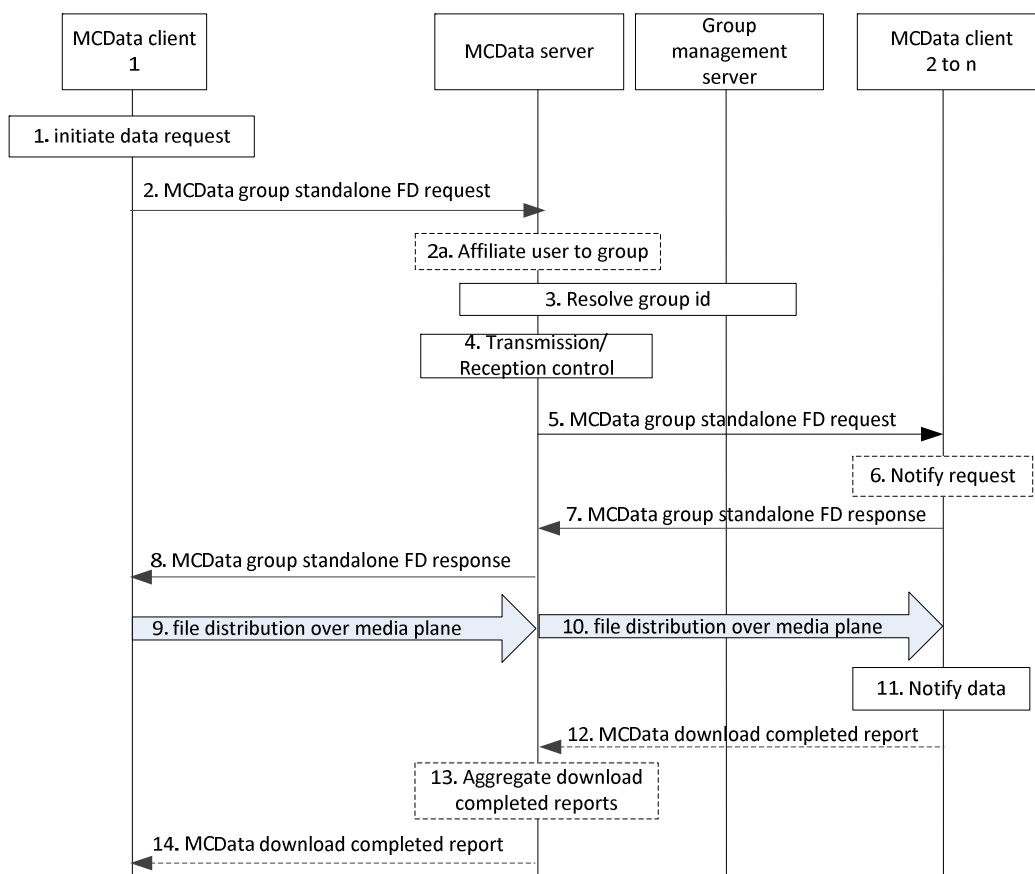 MCData client
1
MCData server
Group
management
server
MCData client
2 to n
1. initiate data request
2. MCData group standalone FD request
2a. Affiliate user to group
3. Resolve group id
4. Transmission/
Reception control
5. MCData group standalone FD request
6. Notify request
7. MCData group standalone FD response
8. MCData group standalone FD response
9. file distribution over media plane
10. file distribution over media plane
11. Notify data
12. MCData download completed report
13. Aggregate download
completed reports
14. MCData download completed report